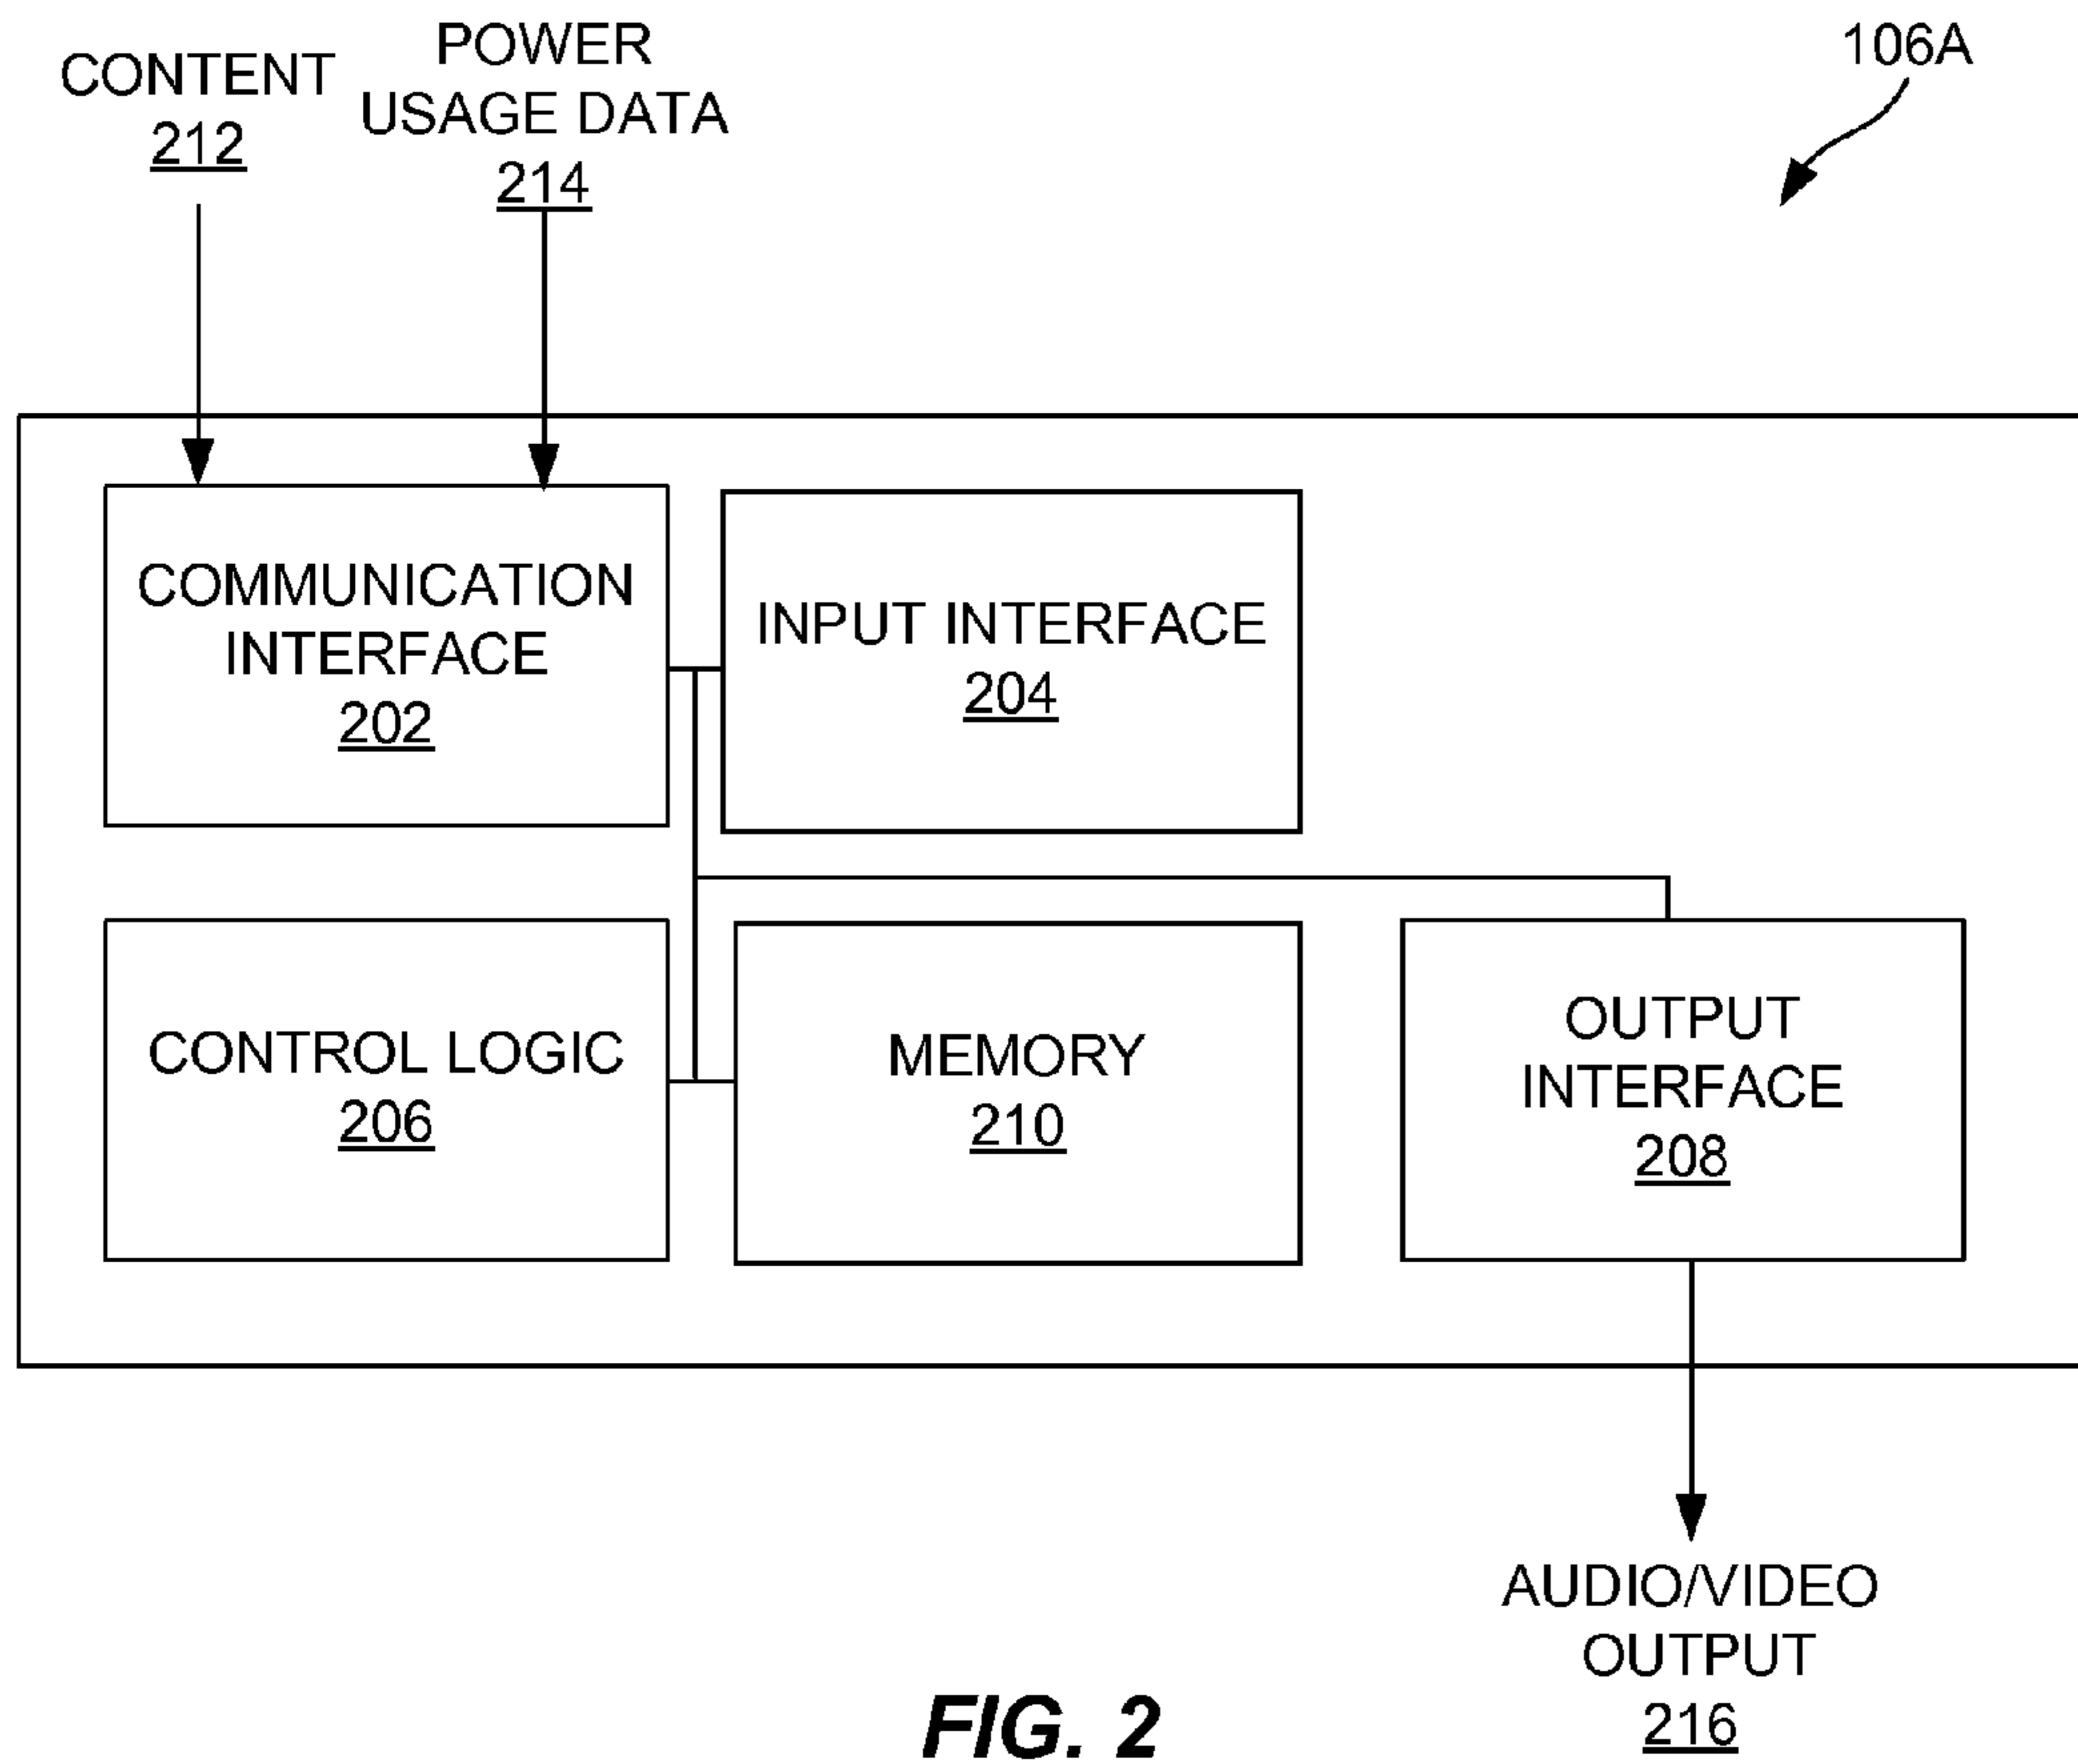 CONTENT
212
POWER
USAGE DATA
214
106A
COMMUNICATION
INTERFACE
202
INPUT INTERFACE
204
CONTROL LOGIC
206
MEMORY
210
OUTPUT
INTERFACE
208
AUDIO/VIDEO
OUTPUT
216
FIG. 2